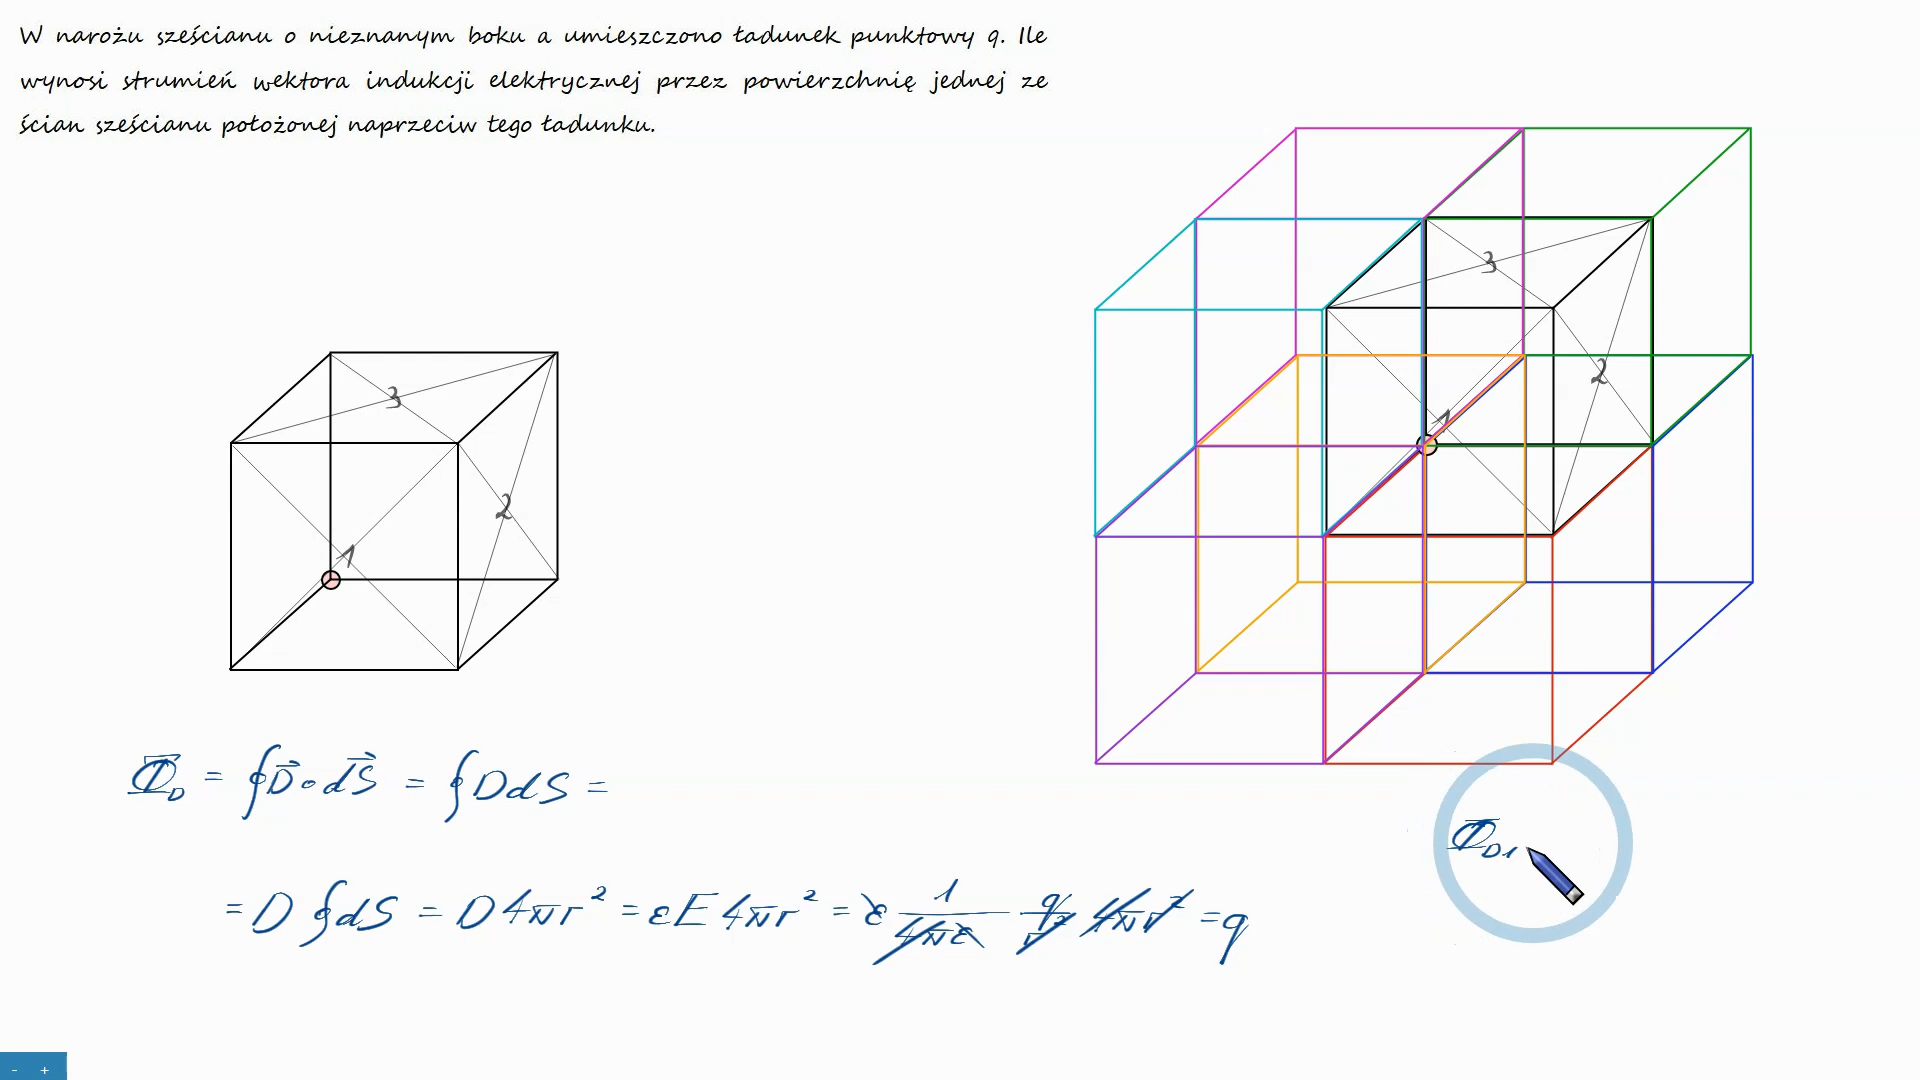 W narożu sześcianu o nieznanym boku a umieszczono ładunek punktowy q. Ile
wynosi strumień wektora indukcji elektrycznej przez powierzchnię jednej ze
ścian sześcianu położonej naprzeciw tego ładunku.
3
3
2
2
1
1
Φ_D = ∮D⃗∘dS⃗ = ∮DdS =
Φ_D1
= D∮dS = D4πr² = εE4πr² = ε 1/(4πε) q/r² 4πr² = q
- +